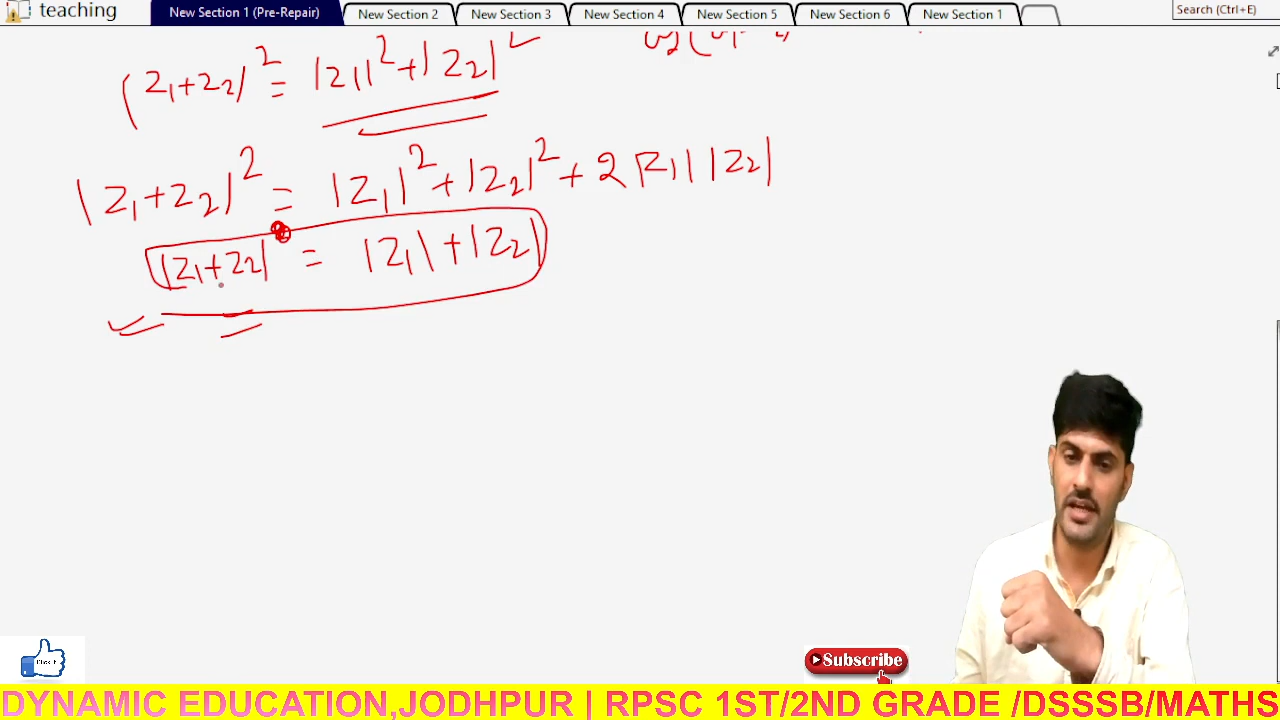 teaching
New Section 1 (Pre-Repair) New Section 2 New Section 3 New Section 4 New Section 5 New Section 6 New Section 1
Search (Ctrl+E)
|z₁+z₂|² = |z₁|²+|z₂|²
|z₁+z₂|² = |z₁|²+|z₂|²+2|z₁||z₂|
|z₁+z₂| = |z₁|+|z₂|
Subscribe
DYNAMIC EDUCATION,JODHPUR | RPSC 1ST/2ND GRADE /DSSSB/MATHS